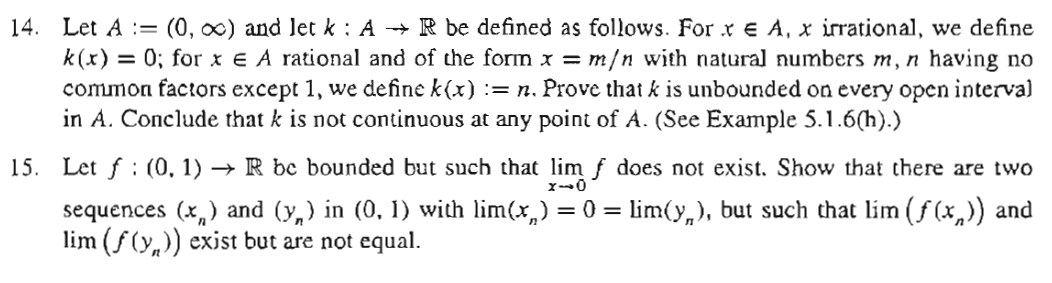 14. Let A := (0, ∞) and let k : A → ℝ be defined as follows. For x ∈ A, x irrational, we define
k(x) = 0; for x ∈ A rational and of the form x = m/n with natural numbers m, n having no
common factors except 1, we define k(x) := n. Prove that k is unbounded on every open interval
in A. Conclude that k is not continuous at any point of A. (See Example 5.1.6(h).)
15. Let f : (0, 1) → ℝ be bounded but such that lim f does not exist. Show that there are two
x→0
sequences (xₙ) and (yₙ) in (0, 1) with lim(xₙ) = 0 = lim(yₙ), but such that lim (f(xₙ)) and
lim (f(yₙ)) exist but are not equal.